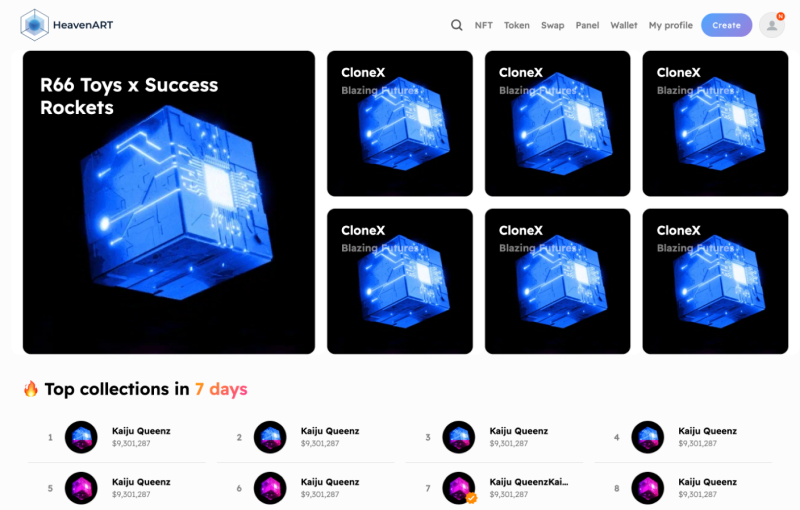 HeavenART
NFT Token Swap Panel Wallet My profile Create
N
R66 Toys x Success
Rockets
CloneX
Blazing Futures
CloneX
Blazing Futures
CloneX
Blazing Futures
CloneX
Blazing Futures
CloneX
Blazing Futures
CloneX
Blazing Futures
🔥 Top collections in 7 days
1
Kaiju Queenz
$9,301,287
2
Kaiju Queenz
$9,301,287
3
Kaiju Queenz
$9,301,287
4
Kaiju Queenz
$9,301,287
5
Kaiju Queenz
$9,301,287
6
Kaiju Queenz
$9,301,287
7
Kaiju QueenzKai...
$9,301,287
8
Kaiju Queenz
$9,301,287